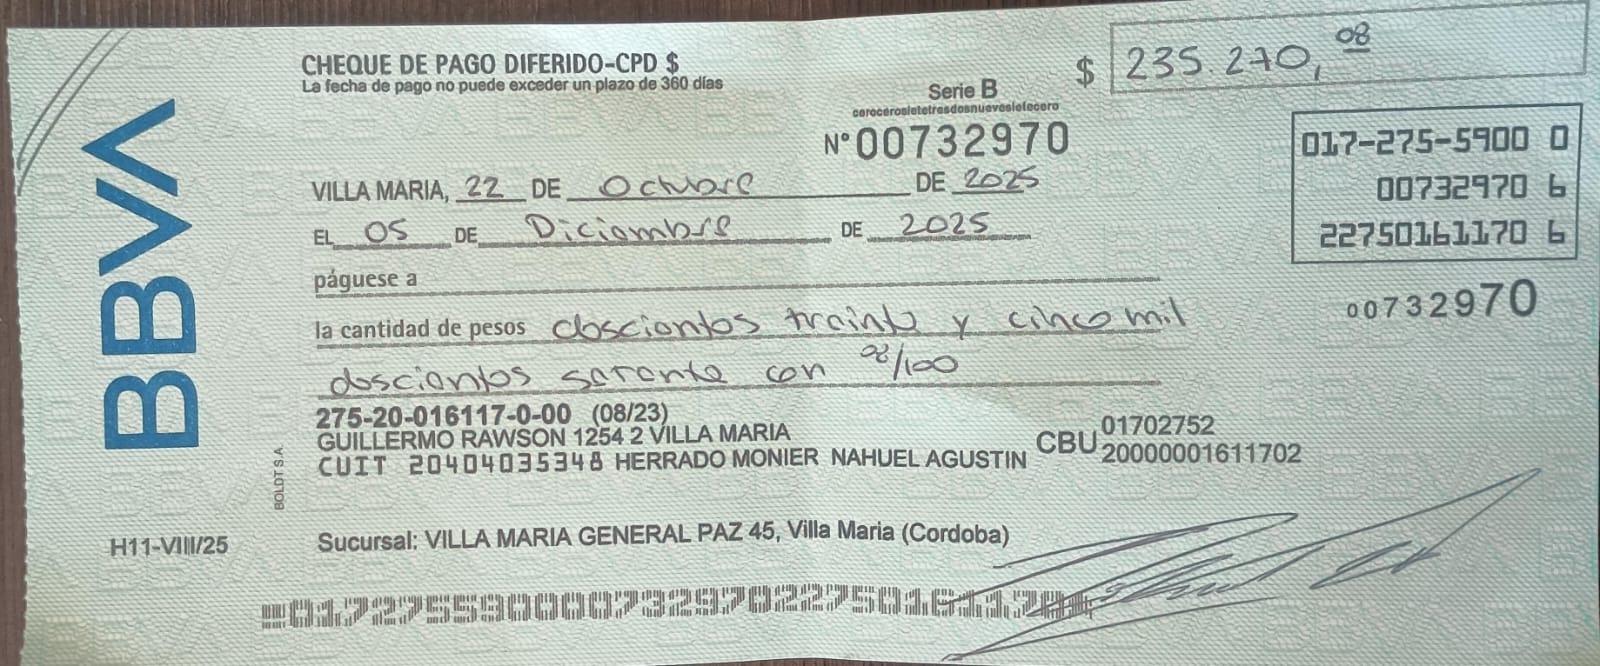 CHEQUE DE PAGO DIFERIDO-CPD $
La fecha de pago no puede exceder un plazo de 360 días
$ 235.270,08
Serie B
cerocerosietetresdosnuevesietecero
N° 00732970
017-275-5900 0
00732970 6
22750161170 6
VILLA MARIA, 22 DE Octubre DE 2025
EL 05 DE Diciembre DE 2025
páguese a
00732970
la cantidad de pesos doscientos treinta y cinco mil
doscientos setenta con 08/100
275-20-016117-0-00 (08/23)
GUILLERMO RAWSON 1254 2 VILLA MARIA
CUIT 20404035348 HERRADO MONIER NAHUEL AGUSTIN
CBU 01702752
20000001611702
BBVA
BOLDT S.A.
H11-VIII/25
Sucursal: VILLA MARIA GENERAL PAZ 45, Villa Maria (Cordoba)